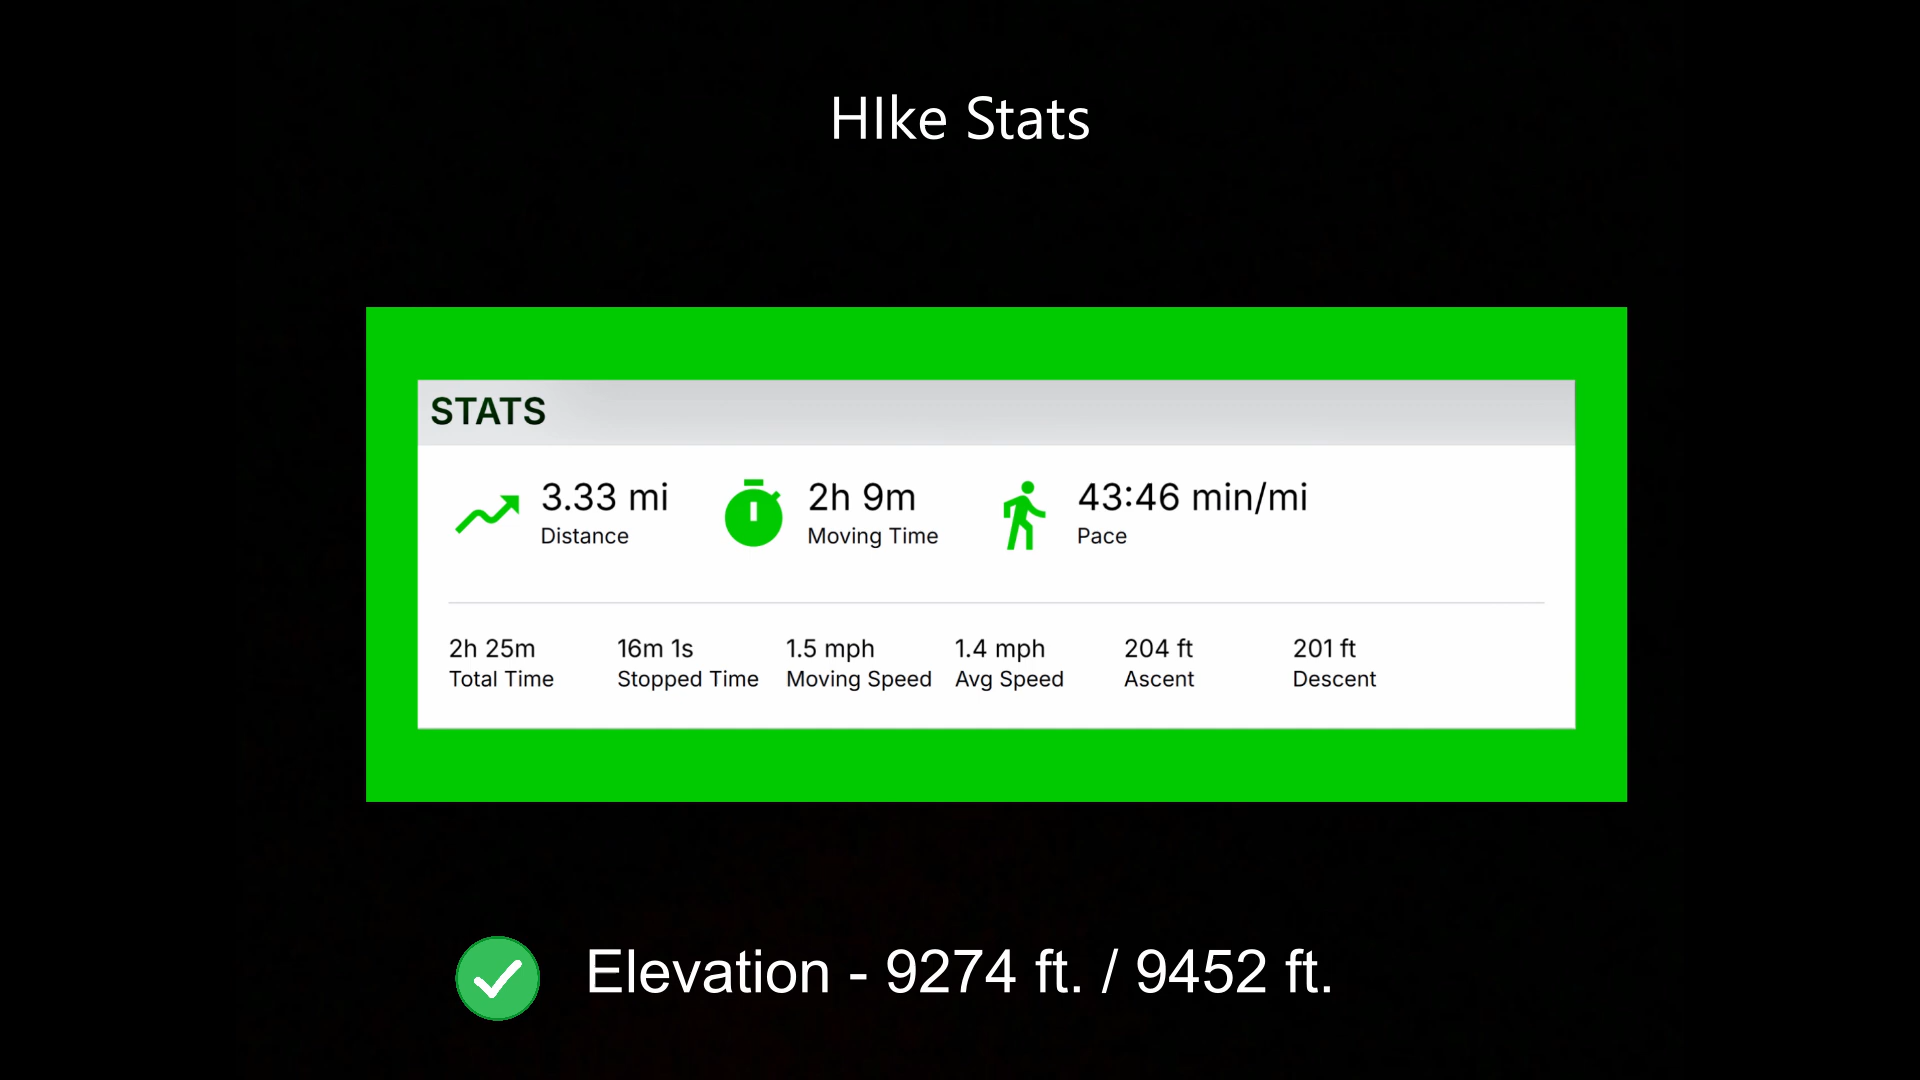 HIke Stats
STATS
3.33 mi
Distance
2h 9m
Moving Time
43:46 min/mi
Pace
2h 25m
Total Time
16m 1s
Stopped Time
1.5 mph
Moving Speed
1.4 mph
Avg Speed
204 ft
Ascent
201 ft
Descent
Elevation - 9274 ft. / 9452 ft.